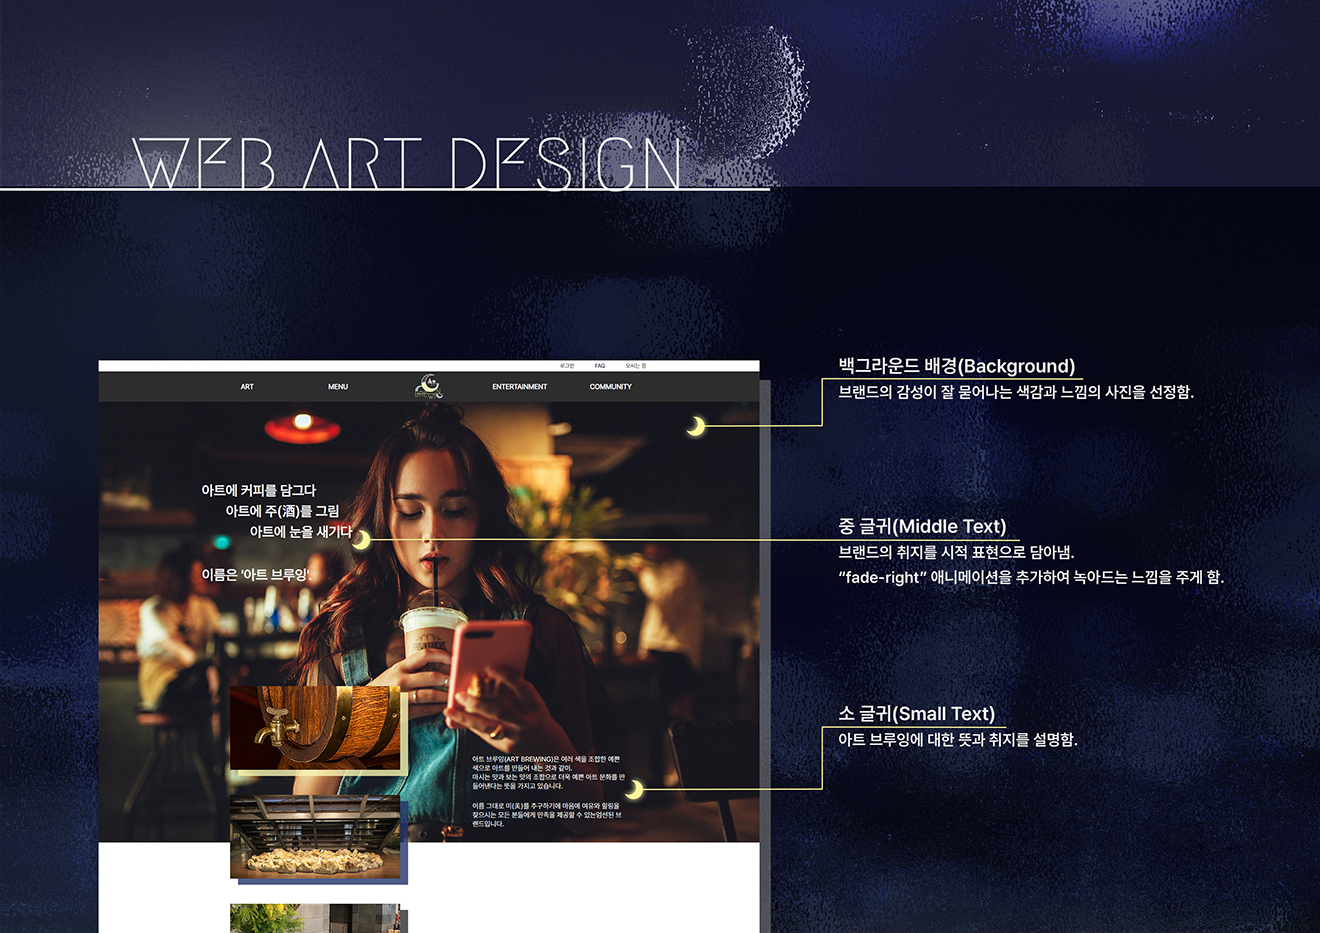 WEB ART DESIGN
로그인 FAQ 오시는 길
ART MENU ENTERTAINMENT COMMUNITY
백그라운드 배경(Background)
브랜드의 감성이 잘 묻어나는 색감과 느낌의 사진을 선정함.
아트에 커피를 담그다
아트에 주(酒)를 그림
아트에 눈을 새기다
이름은 '아트 브루잉'.
중 글귀(Middle Text)
브랜드의 취지를 시적 표현으로 담아냄.
“fade-right” 애니메이션을 추가하여 녹아드는 느낌을 주게 함.
소 글귀(Small Text)
아트 브루잉에 대한 뜻과 취지를 설명함.
아트 브루잉(ART BREWING)은 여러 색을 조합한 예쁜
색으로 아트를 만들어 내는 것과 같이.
마시는 맛과 보는 맛의 조합으로 더욱 예쁜 아트 문화를 만
들어낸다는 뜻을 가지고 있습니다.
이름 그대로 미(美)를 추구하기에 마음에 여유와 힐링을
찾으시는 모든 분들에게 만족을 제공할 수 있는엄선된 브
랜드입니다.